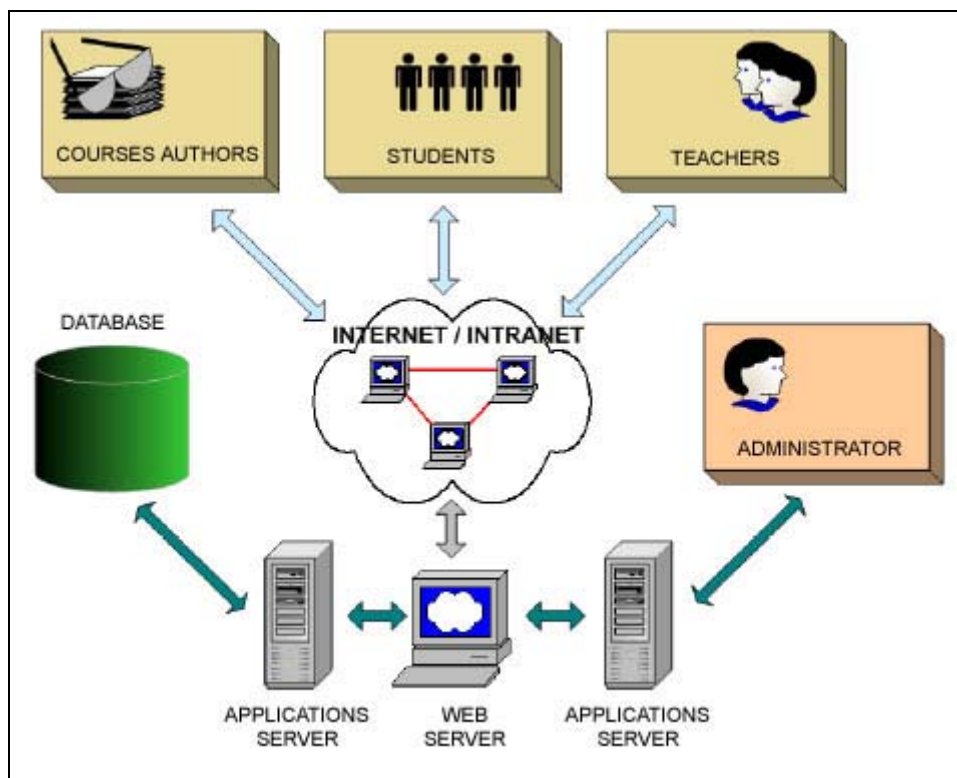 COURSES AUTHORS
STUDENTS
TEACHERS
DATABASE
INTERNET / INTRANET
ADMINISTRATOR
APPLICATIONS
SERVER
WEB
SERVER
APPLICATIONS
SERVER